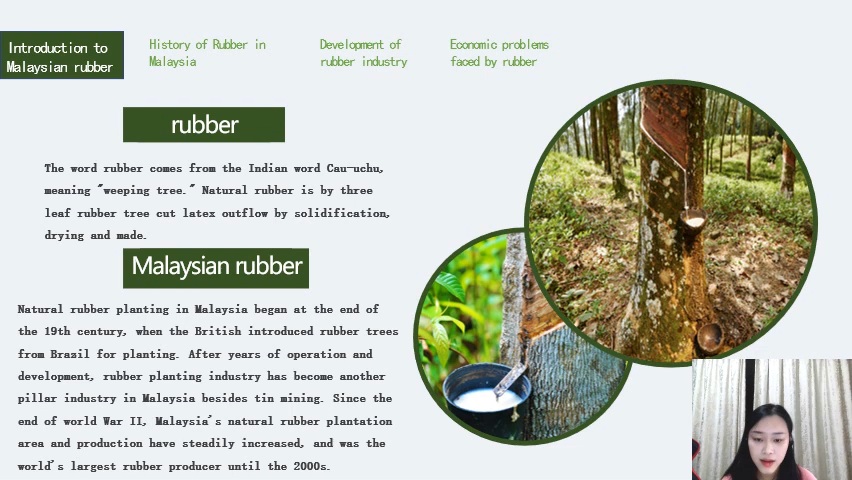 Introduction to
Malaysian rubber
History of Rubber in
Malaysia
Development of
rubber industry
Economic problems
faced by rubber
rubber
The word rubber comes from the Indian word Cau-uchu,
meaning "weeping tree." Natural rubber is by three
leaf rubber tree cut latex outflow by solidification,
drying and made.
Malaysian rubber
Natural rubber planting in Malaysia began at the end of
the 19th century, when the British introduced rubber trees
from Brazil for planting. After years of operation and
development, rubber planting industry has become another
pillar industry in Malaysia besides tin mining. Since the
end of world War II, Malaysia's natural rubber plantation
area and production have steadily increased, and was the
world's largest rubber producer until the 2000s.